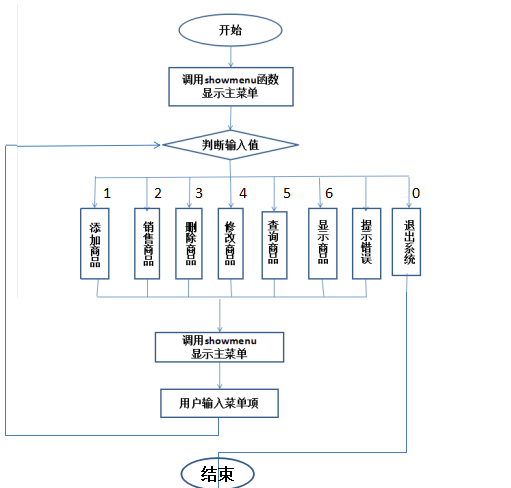 开始
调用showmenu函数
显示主菜单
判断输入值
1 2 3 4 5 6 0
添加商品
销售商品
删除商品
修改商品
查询商品
显示商品
提示错误
退出系统
调用showmenu
显示主菜单
用户输入菜单项
结束